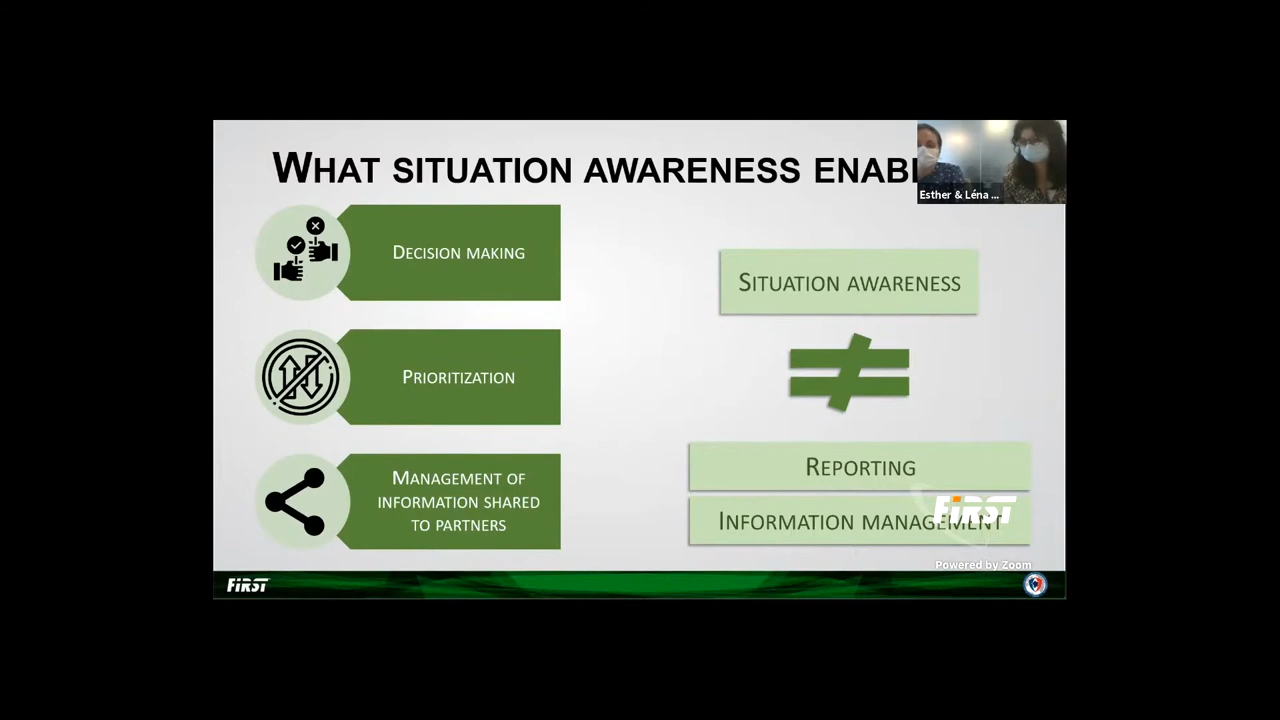 WHAT SITUATION AWARENESS ENAB
Esther & Léna ...
DECISION MAKING
PRIORITIZATION
MANAGEMENT OF
INFORMATION SHARED
TO PARTNERS
SITUATION AWARENESS
≠
REPORTING
INFORMATION MANAGEMENT
FiRST
Powered by Zoom
FiRST